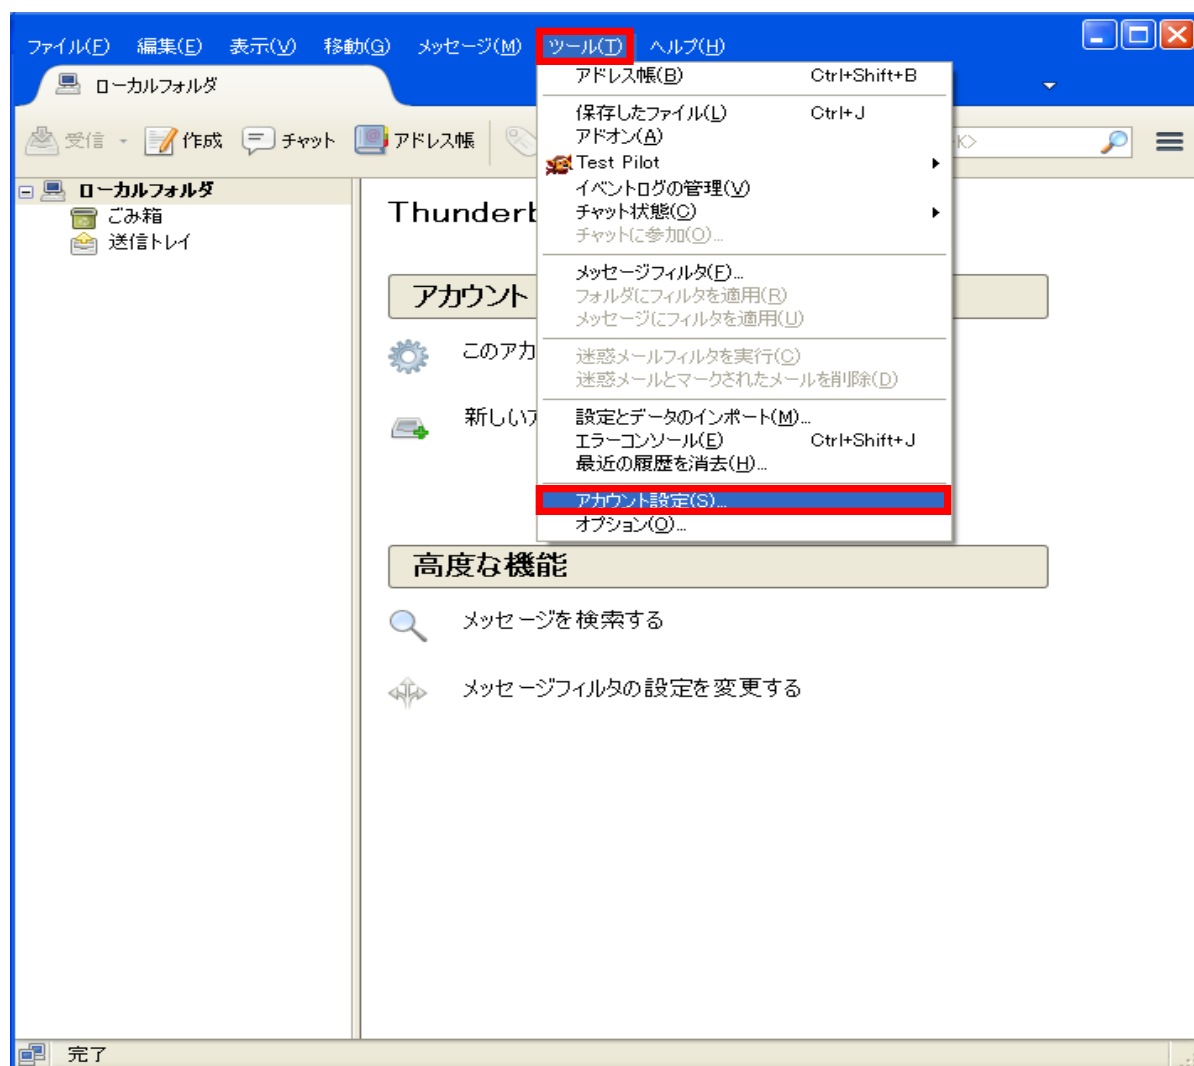 ファイル(F) 編集(E) 表示(V) 移動(G) メッセージ(M) ツール(T) ヘルプ(H)
ローカルフォルダ
受信 作成 チャット アドレス帳
K>
ローカルフォルダ
ごみ箱
送信トレイ
アドレス帳(B) Ctrl+Shift+B
保存したファイル(L) Ctrl+J
アドオン(A)
Test Pilot
イベントログの管理(V)
チャット状態(C)
チャットに参加(O)...
メッセージフィルタ(F)...
フォルダにフィルタを適用(R)
メッセージにフィルタを適用(U)
迷惑メールフィルタを実行(C)
迷惑メールとマークされたメールを削除(D)
設定とデータのインポート(M)...
エラーコンソール(E) Ctrl+Shift+J
最近の履歴を消去(H)...
アカウント設定(S)...
オプション(O)...
アカウント
このアカ
新しい
高度な機能
メッセージを検索する
メッセージフィルタの設定を変更する
完了